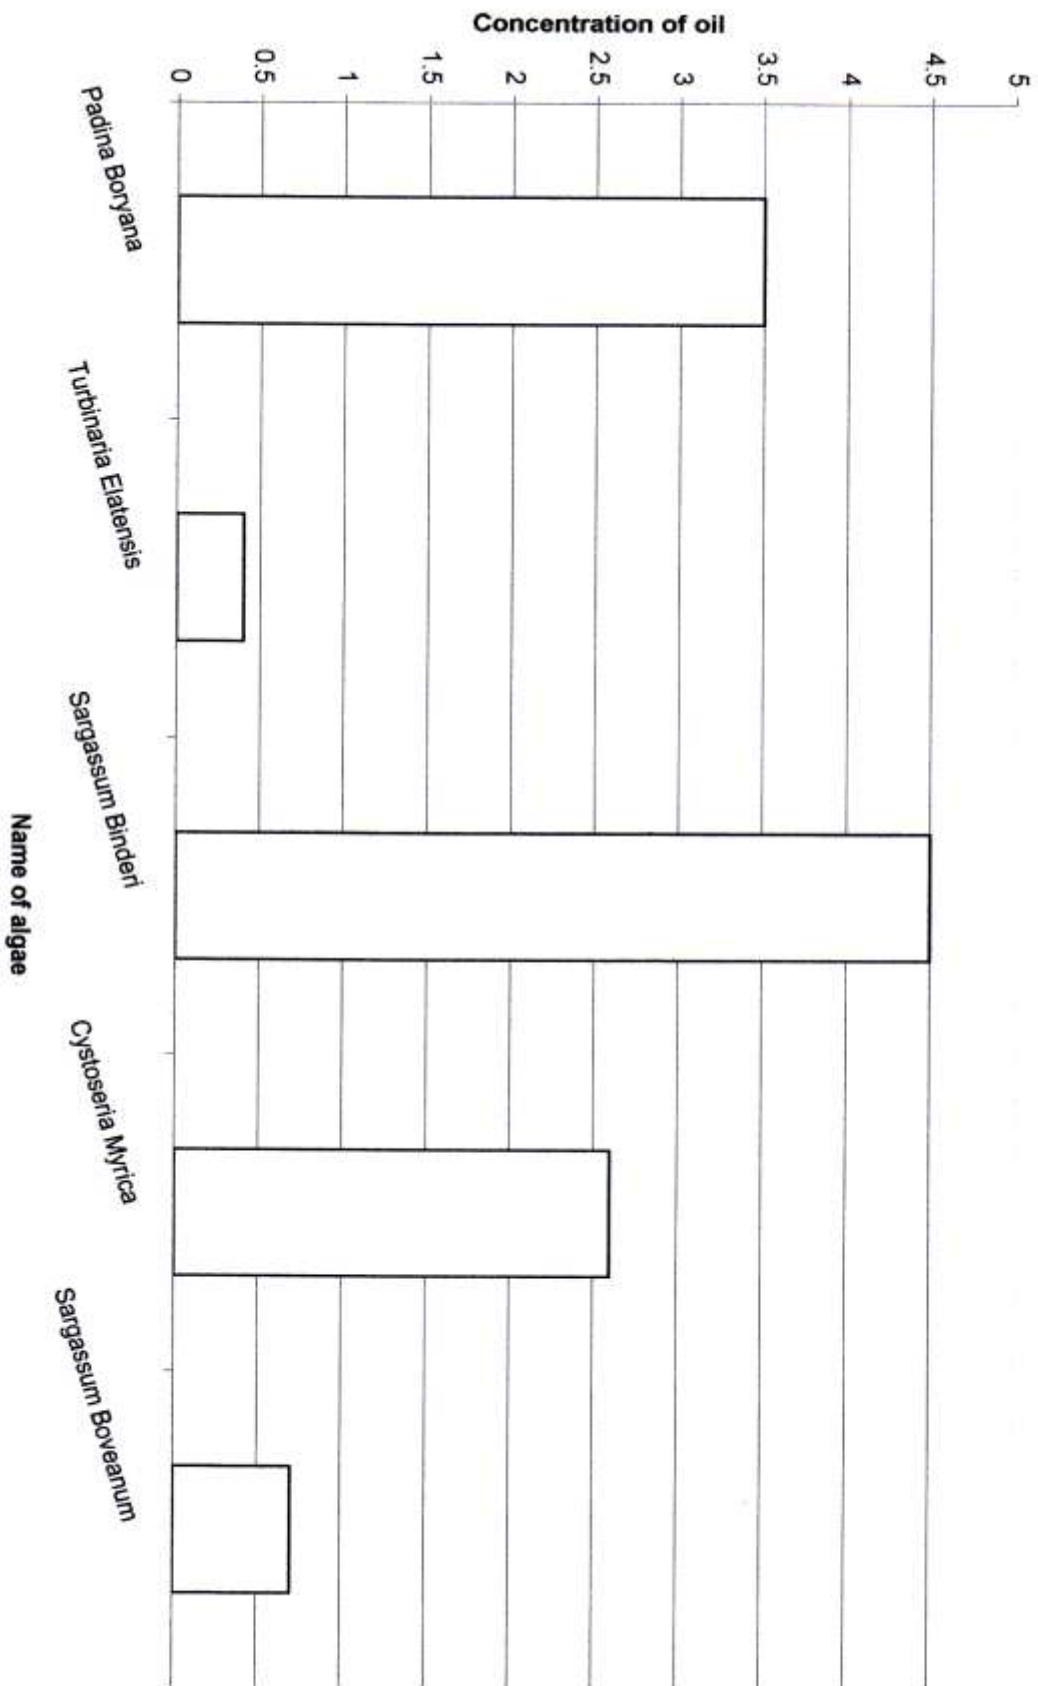 Concentration of oil
5
4.5
4
3.5
3
2.5
2
1.5
1
0.5
0
Padina Boryana
Turbinaria Elatensis
Sargassum Binderi
Cystoseria Myrica
Sargassum Boveanum
Name of algae